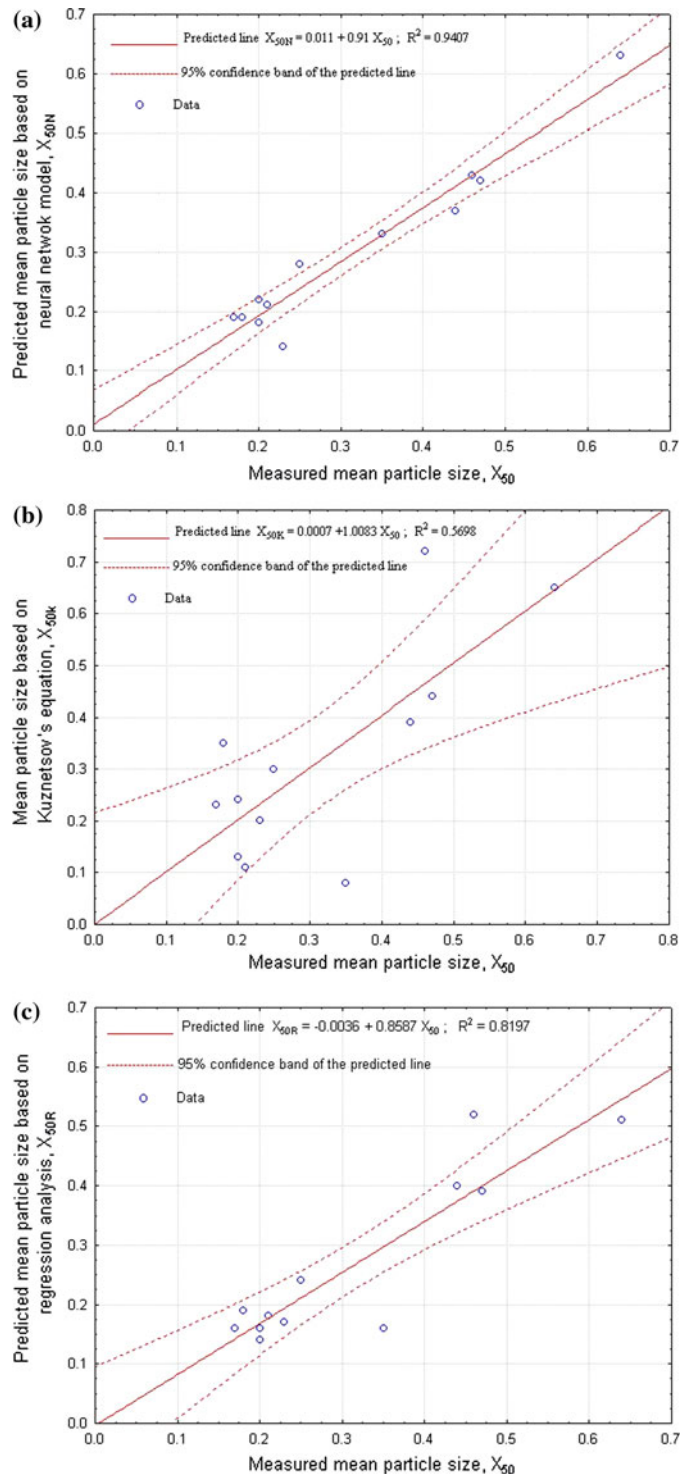 (a)
0.7
0.6
0.5
0.4
0.3
0.2
0.1
0.0
Predicted mean particle size based on
neural netwok model, X50N
Predicted line X50N = 0.011 + 0.91 X50 ; R2 = 0.9407
95% confidence band of the predicted line
Data
0.0 0.1 0.2 0.3 0.4 0.5 0.6 0.7
Measured mean particle size, X50
(b)
0.8
0.7
0.6
0.5
0.4
0.3
0.2
0.1
0.0
Mean particle size based on
Kuznetsov's equation, X50k
Predicted line X50K = 0.0007 +1.0083 X50 ; R2 = 0.5698
95% confidence band of the predicted line
Data
0.0 0.1 0.2 0.3 0.4 0.5 0.6 0.7 0.8
Measured mean particle size, X50
(c)
0.7
0.6
0.5
0.4
0.3
0.2
0.1
0.0
Predicted mean particle size based on
regression analysis, X50R
Predicted line X50R = -0.0036 + 0.8587 X50 ; R2 = 0.8197
95% confidence band of the predicted line
Data
0.0 0.1 0.2 0.3 0.4 0.5 0.6 0.7
Measured mean particle size, X50